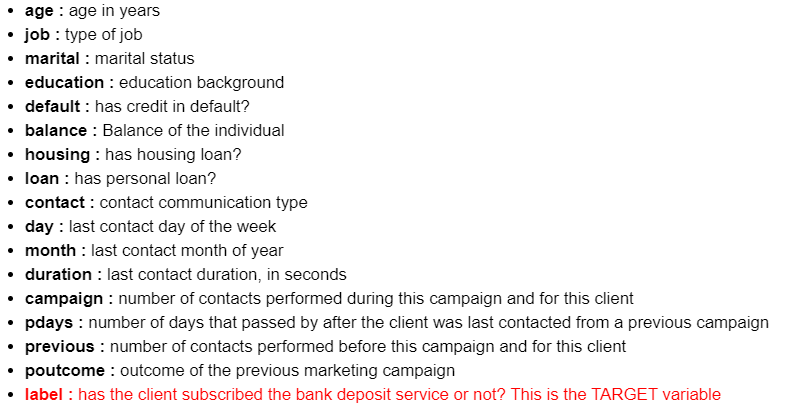 • age : age in years
• job : type of job
• marital : marital status
• education : education background
• default : has credit in default?
• balance : Balance of the individual
• housing : has housing loan?
• loan : has personal loan?
• contact : contact communication type
• day : last contact day of the week
• month : last contact month of year
• duration : last contact duration, in seconds
• campaign : number of contacts performed during this campaign and for this client
• pdays : number of days that passed by after the client was last contacted from a previous campaign
• previous : number of contacts performed before this campaign and for this client
• poutcome : outcome of the previous marketing campaign
• label : has the client subscribed the bank deposit service or not? This is the TARGET variable